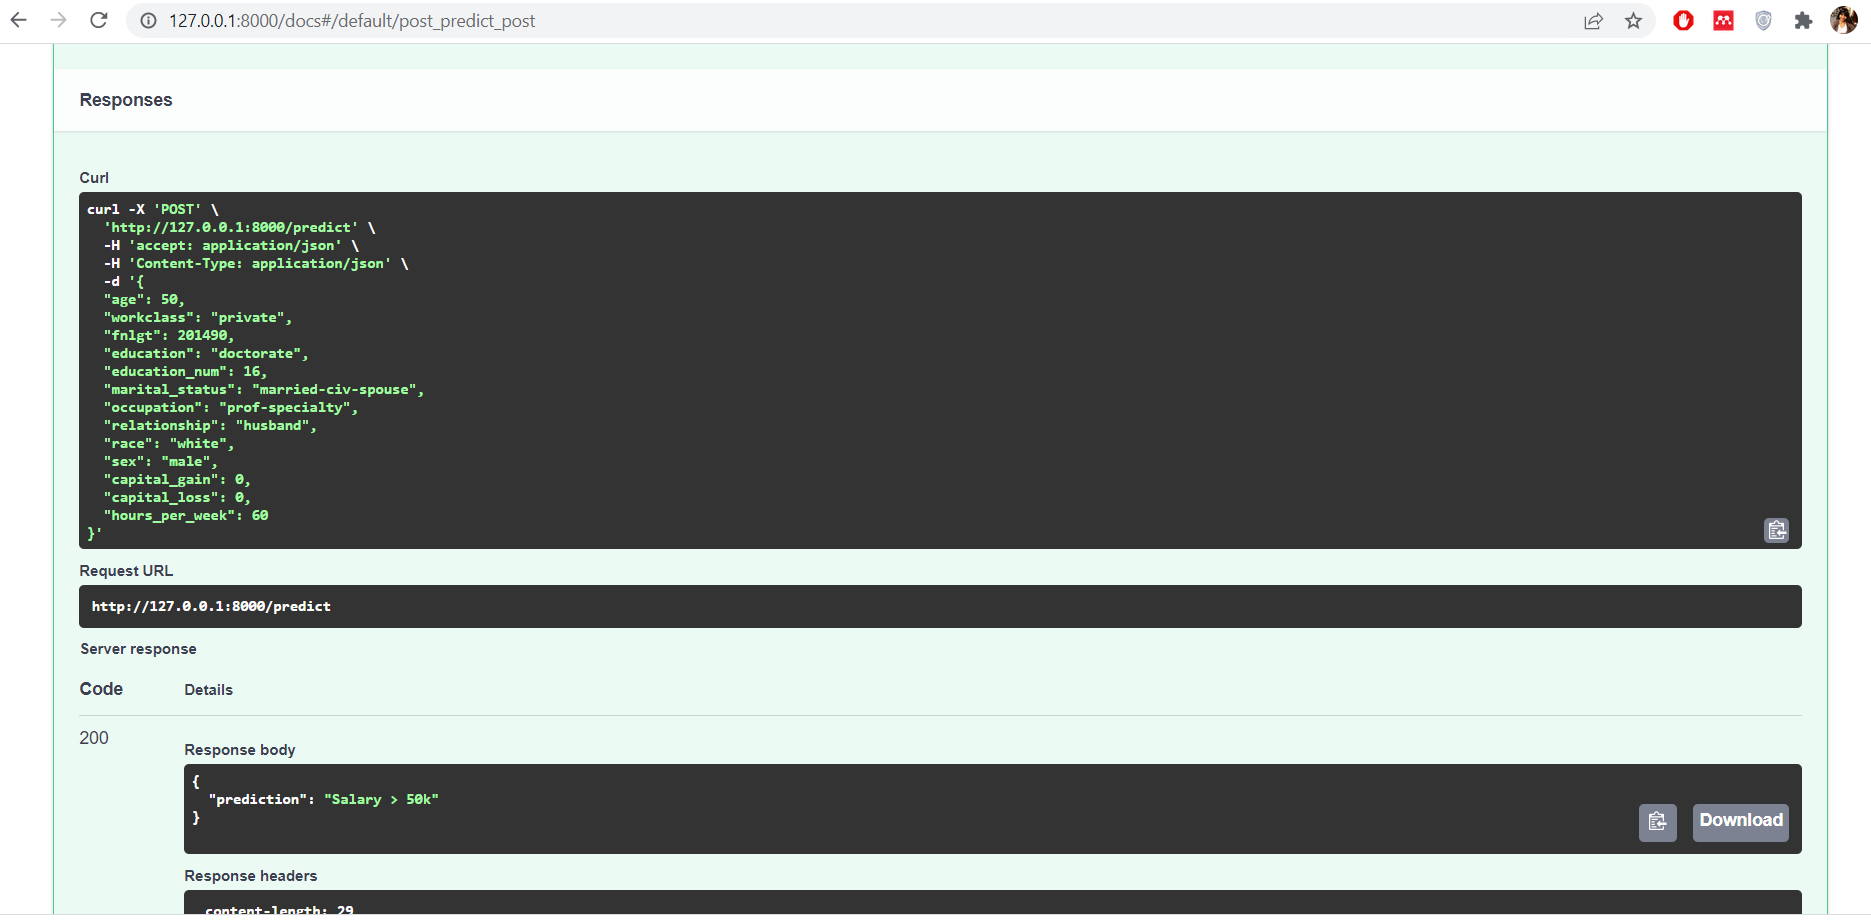 127.0.0.1:8000/docs#/default/post_predict_post
Responses
Curl
curl -X 'POST' \
  'http://127.0.0.1:8000/predict' \
  -H 'accept: application/json' \
  -H 'Content-Type: application/json' \
  -d '{
  "age": 50,
  "workclass": "private",
  "fnlgt": 201490,
  "education": "doctorate",
  "education_num": 16,
  "marital_status": "married-civ-spouse",
  "occupation": "prof-specialty",
  "relationship": "husband",
  "race": "white",
  "sex": "male",
  "capital_gain": 0,
  "capital_loss": 0,
  "hours_per_week": 60
}'
Request URL
http://127.0.0.1:8000/predict
Server response
Code Details
200
Response body
{
  "prediction": "Salary > 50k"
}
Download
Response headers
content-length: 29